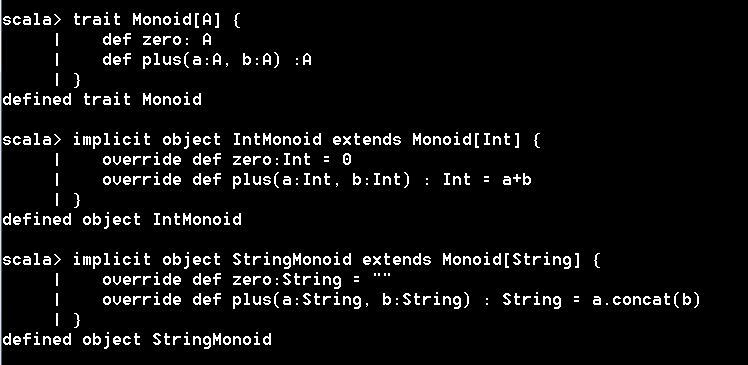 scala> trait Monoid[A] {
     |     def zero: A
     |     def plus(a:A, b:A) :A
     | }
defined trait Monoid

scala> implicit object IntMonoid extends Monoid[Int] {
     |     override def zero:Int = 0
     |     override def plus(a:Int, b:Int) : Int = a+b
     | }
defined object IntMonoid

scala> implicit object StringMonoid extends Monoid[String] {
     |     override def zero:String = ""
     |     override def plus(a:String, b:String) : String = a.concat(b)
     | }
defined object StringMonoid